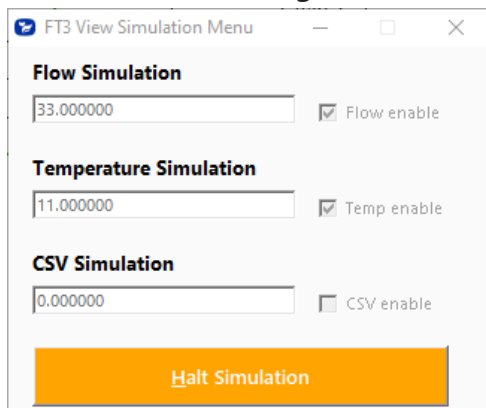 FT3 View Simulation Menu
Flow Simulation
33.000000 Flow enable
Temperature Simulation
11.000000 Temp enable
CSV Simulation
0.000000 CSV enable
Halt Simulation